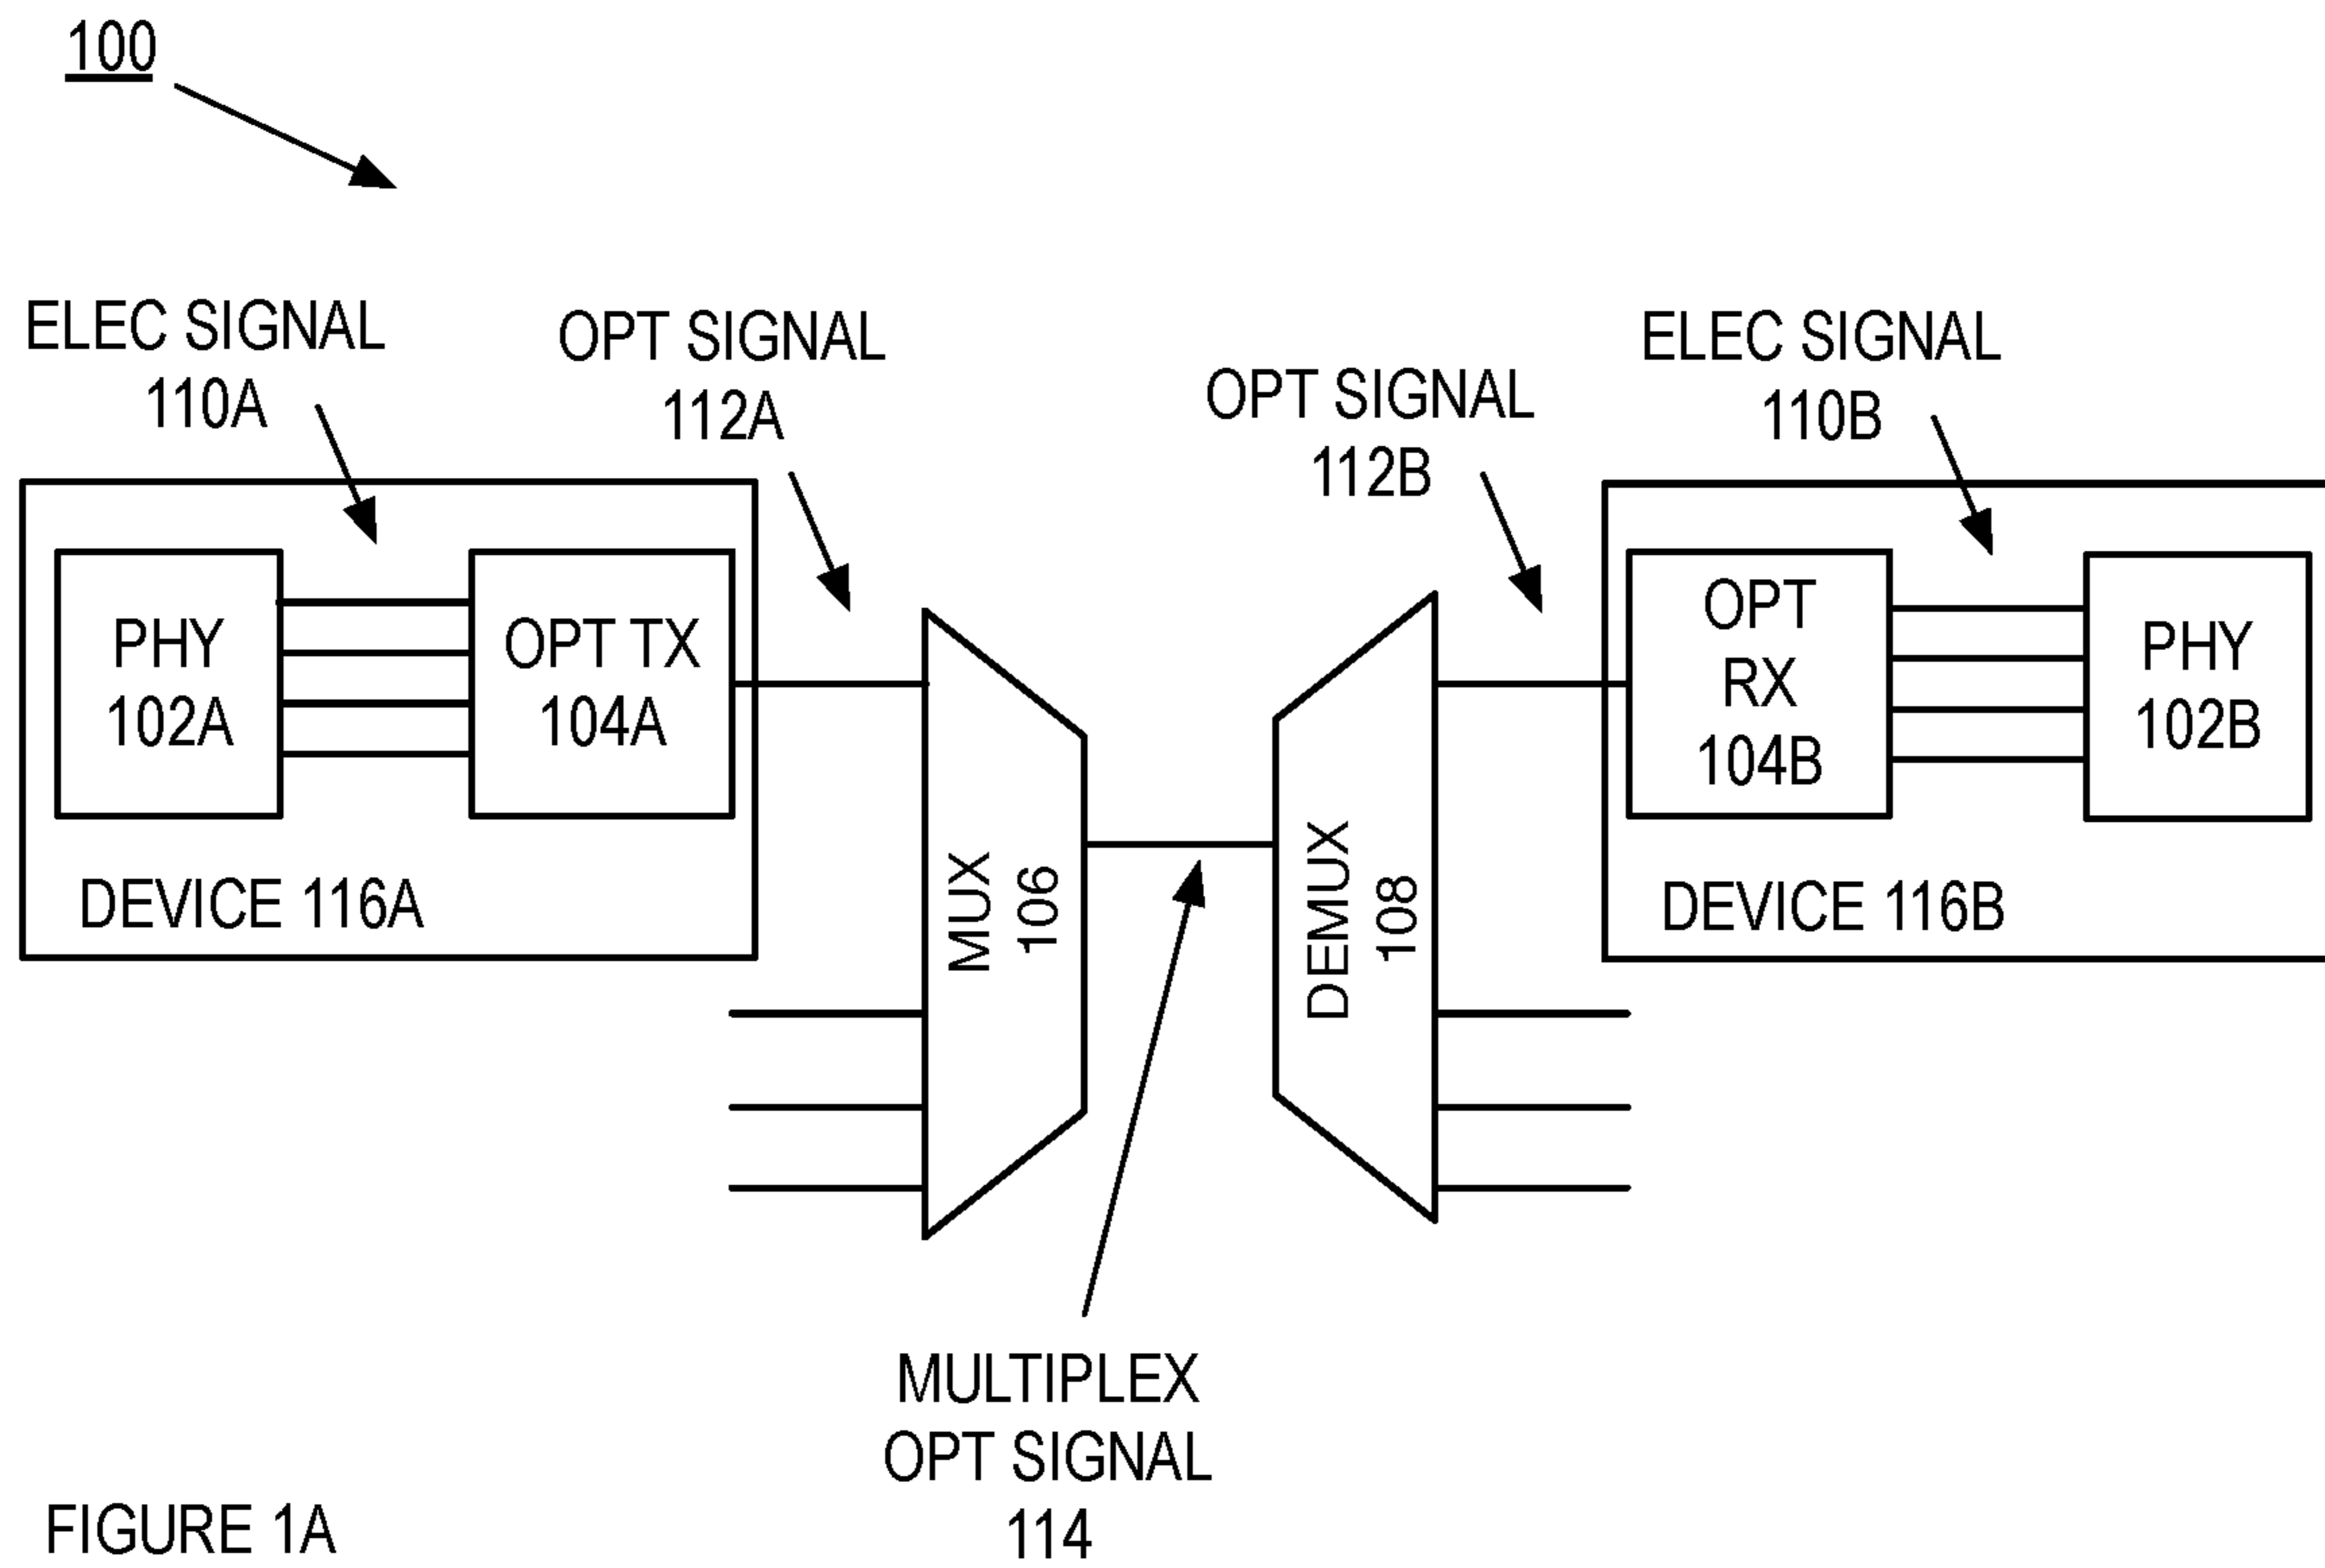 100
ELEC SIGNAL
110A
OPT SIGNAL
112A
OPT SIGNAL
112B
ELEC SIGNAL
110B
PHY
102A
OPT TX
104A
DEVICE 116A
MUX
106
DEMUX
108
OPT
RX
104B
PHY
102B
DEVICE 116B
MULTIPLEX
OPT SIGNAL
114
FIGURE 1A